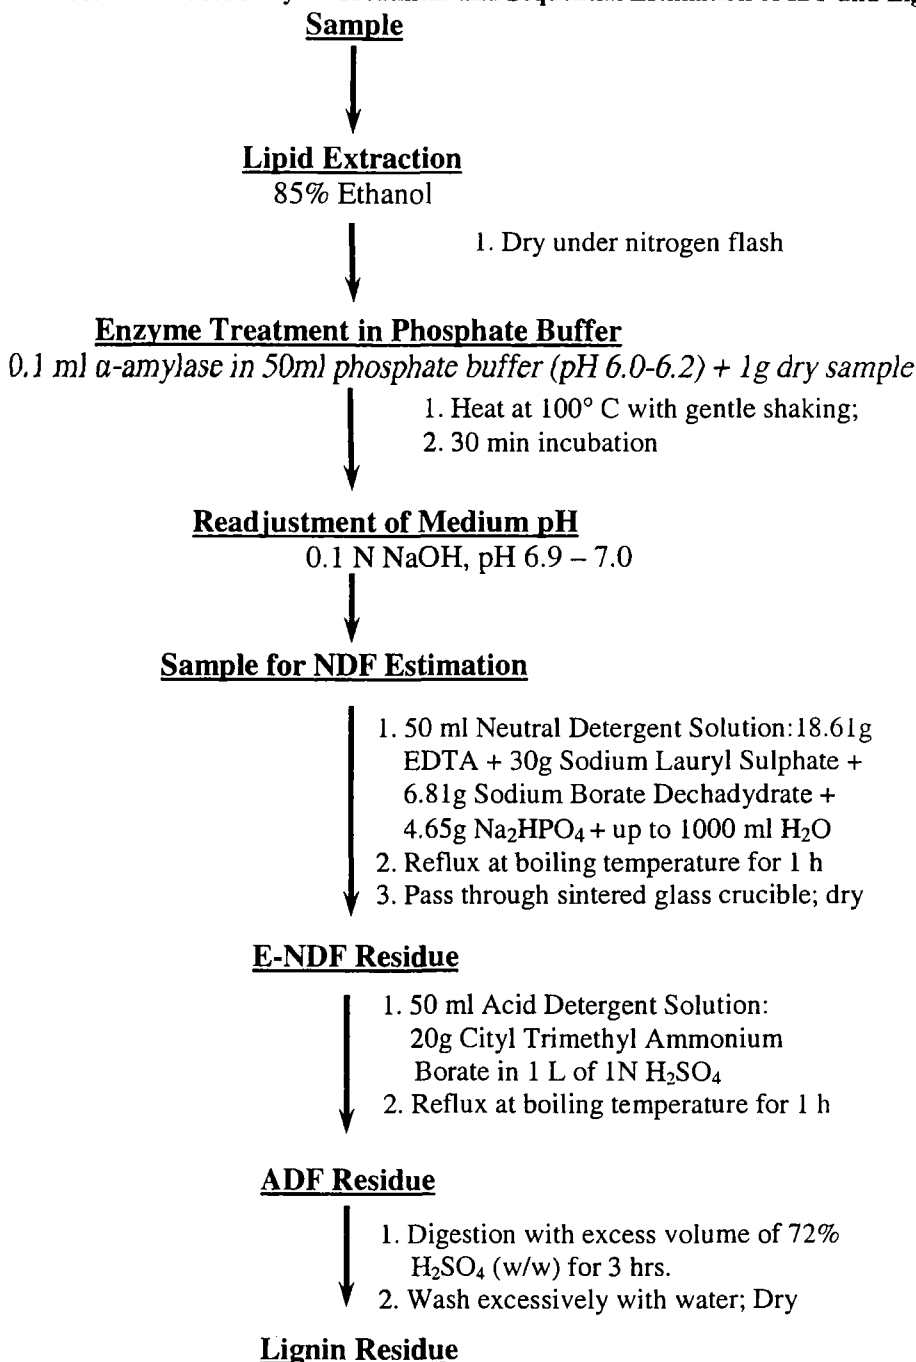 Sample
Lipid Extraction
85% Ethanol
1. Dry under nitrogen flash
Enzyme Treatment in Phosphate Buffer
0.1 ml α-amylase in 50ml phosphate buffer (pH 6.0-6.2) + 1g dry sample
1. Heat at 100° C with gentle shaking;
2. 30 min incubation
Readjustment of Medium pH
0.1 N NaOH, pH 6.9 – 7.0
Sample for NDF Estimation
1. 50 ml Neutral Detergent Solution:18.61g
EDTA + 30g Sodium Lauryl Sulphate +
6.81g Sodium Borate Dechadydrate +
4.65g Na₂HPO₄ + up to 1000 ml H₂O
2. Reflux at boiling temperature for 1 h
3. Pass through sintered glass crucible; dry
E-NDF Residue
1. 50 ml Acid Detergent Solution:
20g Cityl Trimethyl Ammonium
Borate in 1 L of 1N H₂SO₄
2. Reflux at boiling temperature for 1 h
ADF Residue
1. Digestion with excess volume of 72%
H₂SO₄ (w/w) for 3 hrs.
2. Wash excessively with water; Dry
Lignin Residue